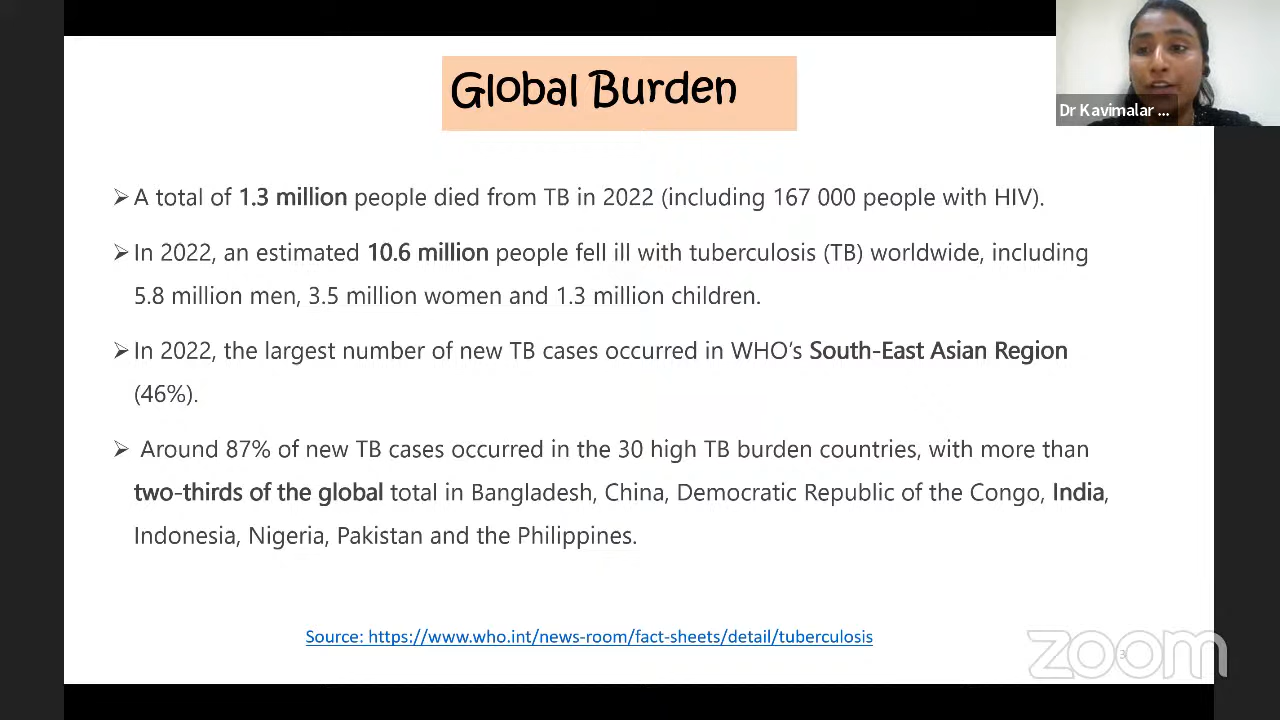 Global Burden
Dr Kavimalar ...
➢A total of 1.3 million people died from TB in 2022 (including 167 000 people with HIV).
➢In 2022, an estimated 10.6 million people fell ill with tuberculosis (TB) worldwide, including
5.8 million men, 3.5 million women and 1.3 million children.
➢In 2022, the largest number of new TB cases occurred in WHO’s South-East Asian Region
(46%).
➢ Around 87% of new TB cases occurred in the 30 high TB burden countries, with more than
two-thirds of the global total in Bangladesh, China, Democratic Republic of the Congo, India,
Indonesia, Nigeria, Pakistan and the Philippines.
Source: https://www.who.int/news-room/fact-sheets/detail/tuberculosis
3
zoom